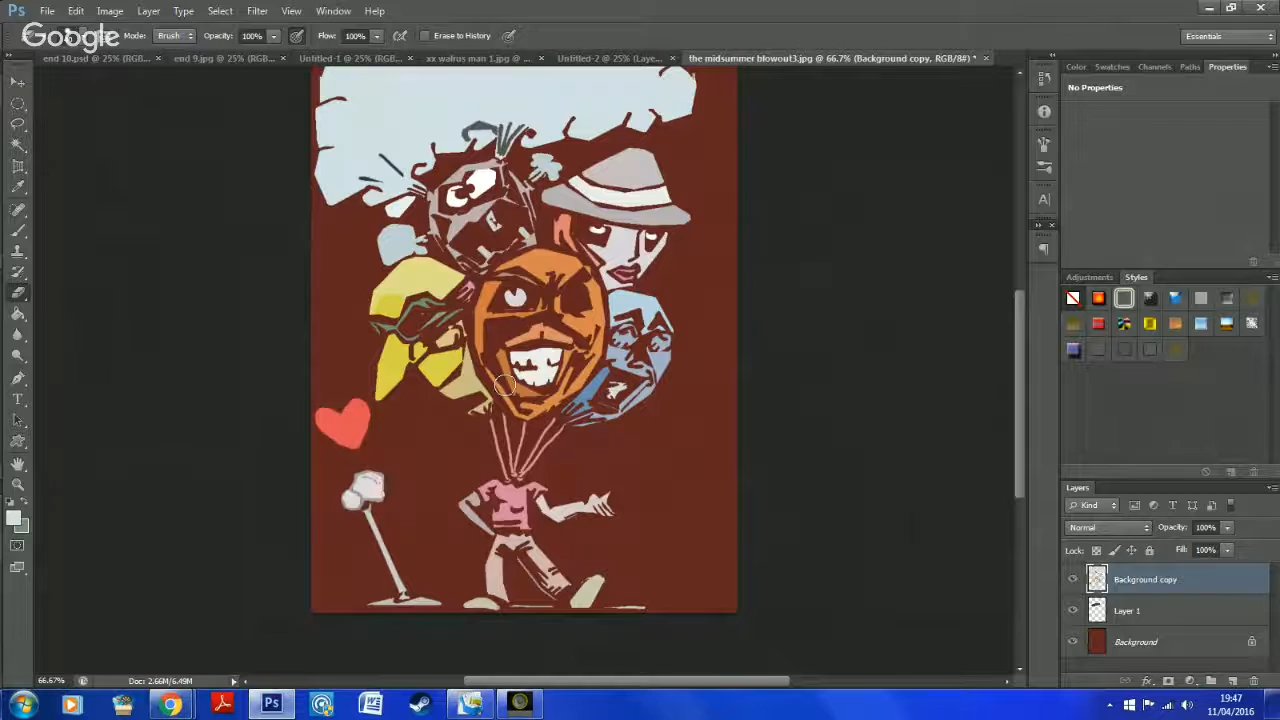 Ps File Edit Image Layer Type Select Filter View Window Help
Google
Mode: Brush Opacity: 100% Flow: 100% Erase to History Essentials
end 10.psd @ 25% (RGB... × end 9.jpg @ 25% (RGB... × Untitled-1 @ 25% (RGB/8... × xx walrus man 1.jpg @ ... × Untitled-2 @ 25% (Laye... × the midsummer blowout3.jpg @ 66.7% (Background copy, RGB/8#) * ×
Color Swatches Channels Paths Properties
No Properties
Adjustments Styles
Layers
Kind
Normal Opacity: 100%
Lock: Fill: 100%
Background copy
Layer 1
Background
66.67% Doc: 2.66M/6.49M
19:47
11/04/2016